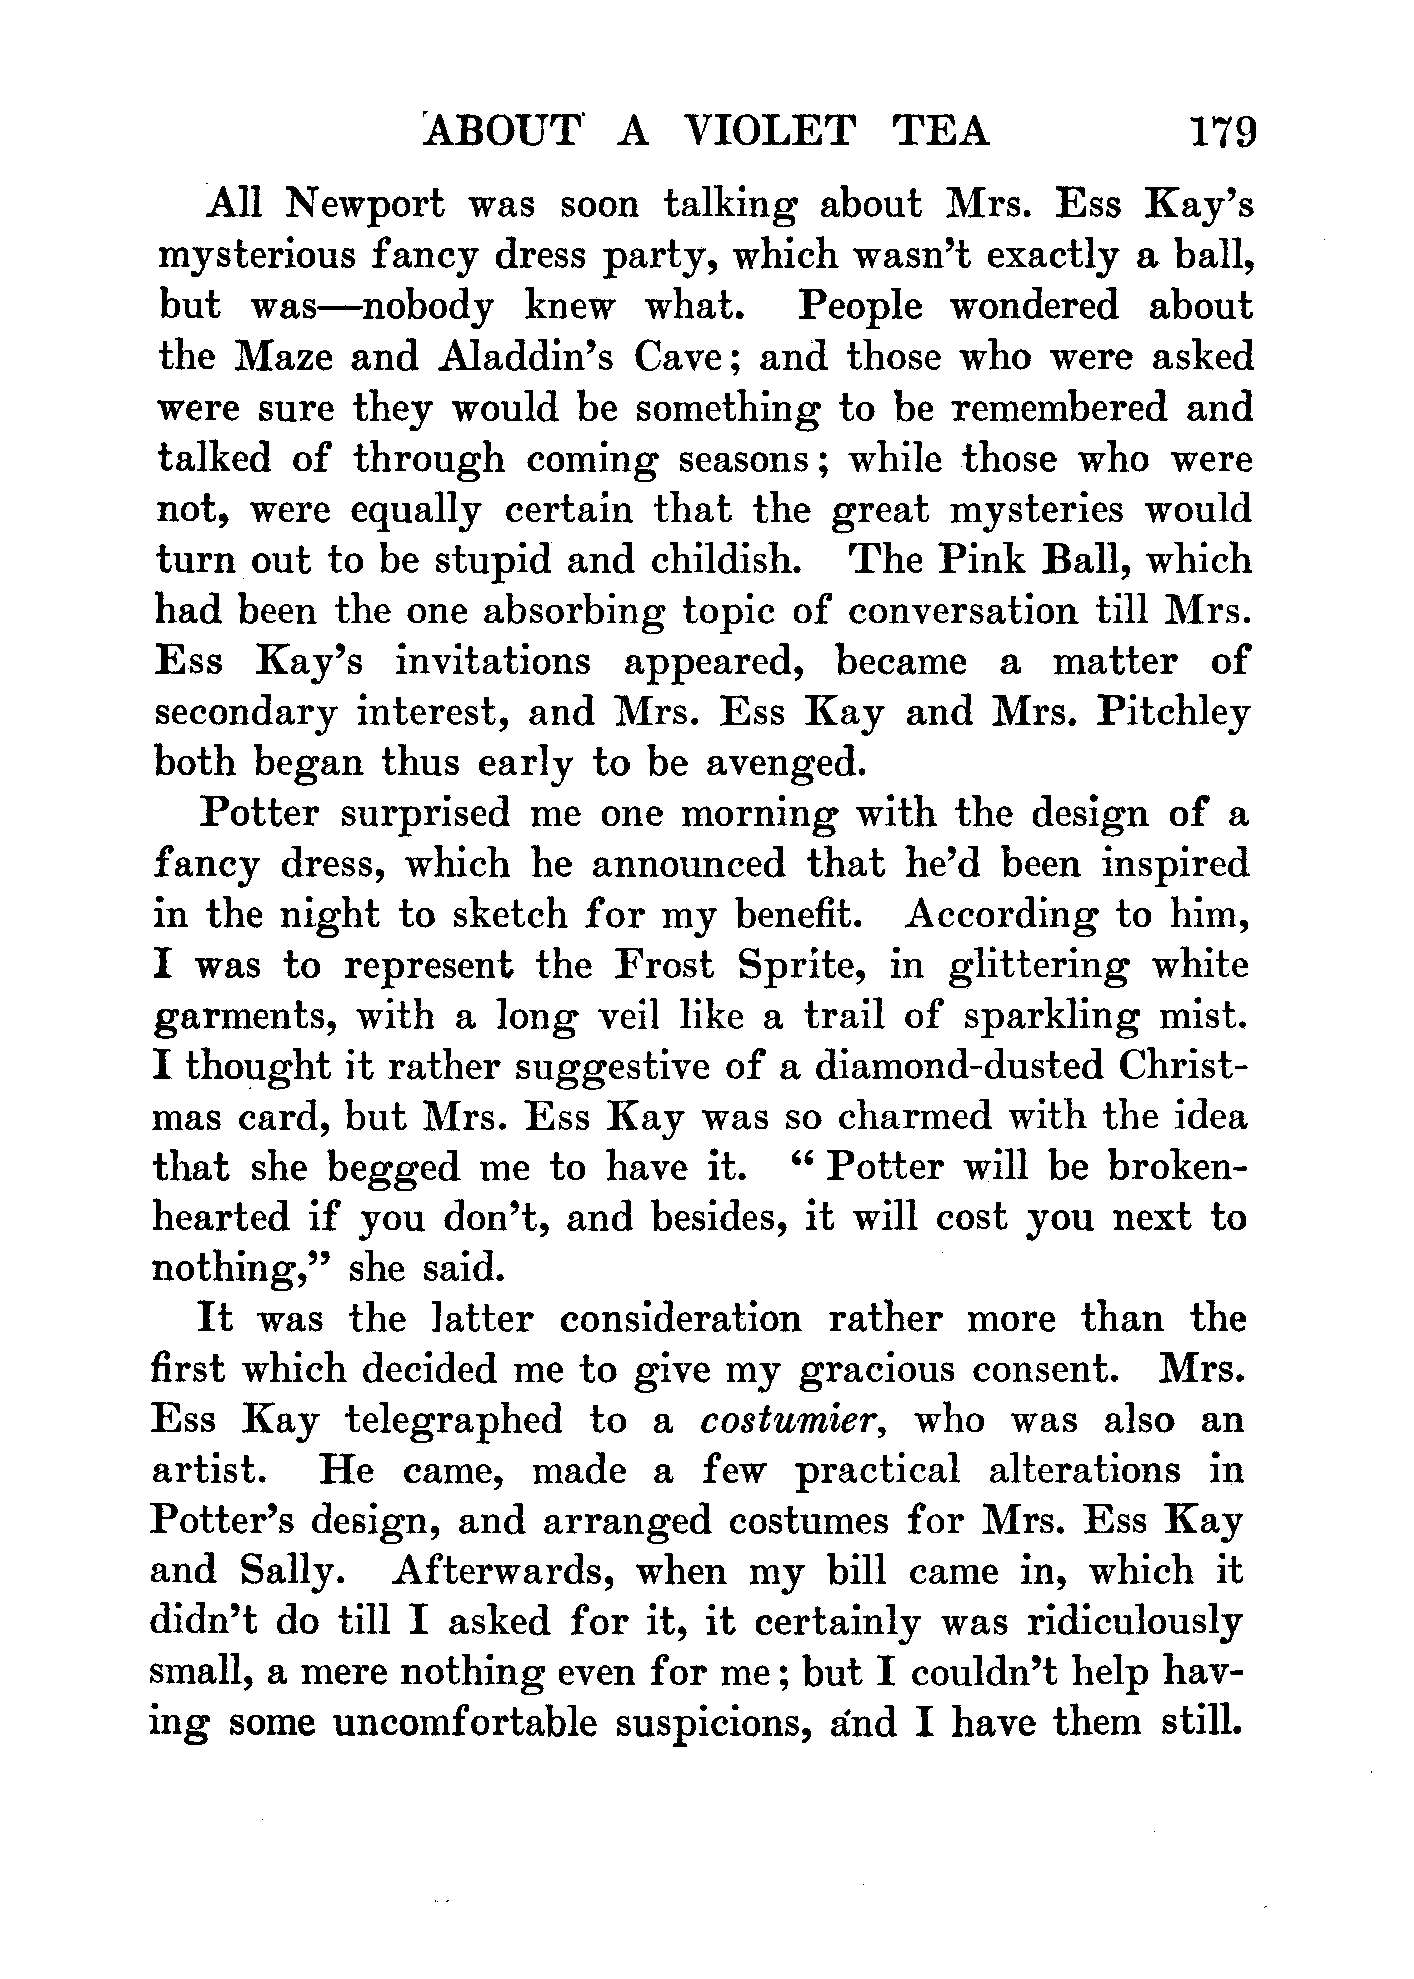 ABOUT A VIOLET TEA 179
All Newport was soon talking about Mrs. Ess Kay's
mysterious fancy dress party, which wasn't exactly a ball,
but was—nobody knew what. People wondered about
the Maze and Aladdin's Cave; and those who were asked
were sure they would be something to be remembered and
talked of through coming seasons; while those who were
not, were equally certain that the great mysteries would
turn out to be stupid and childish. The Pink Ball, which
had been the one absorbing topic of conversation till Mrs.
Ess Kay's invitations appeared, became a matter of
secondary interest, and Mrs. Ess Kay and Mrs. Pitchley
both began thus early to be avenged.
Potter surprised me one morning with the design of a
fancy dress, which he announced that he'd been inspired
in the night to sketch for my benefit. According to him,
I was to represent the Frost Sprite, in glittering white
garments, with a long veil like a trail of sparkling mist.
I thought it rather suggestive of a diamond-dusted Christ-
mas card, but Mrs. Ess Kay was so charmed with the idea
that she begged me to have it. "Potter will be broken-
hearted if you don't, and besides, it will cost you next to
nothing," she said.
It was the latter consideration rather more than the
first which decided me to give my gracious consent. Mrs.
Ess Kay telegraphed to a costumier, who was also an
artist. He came, made a few practical alterations in
Potter's design, and arranged costumes for Mrs. Ess Kay
and Sally. Afterwards, when my bill came in, which it
didn't do till I asked for it, it certainly was ridiculously
small, a mere nothing even for me; but I couldn't help hav-
ing some uncomfortable suspicions, and I have them still.